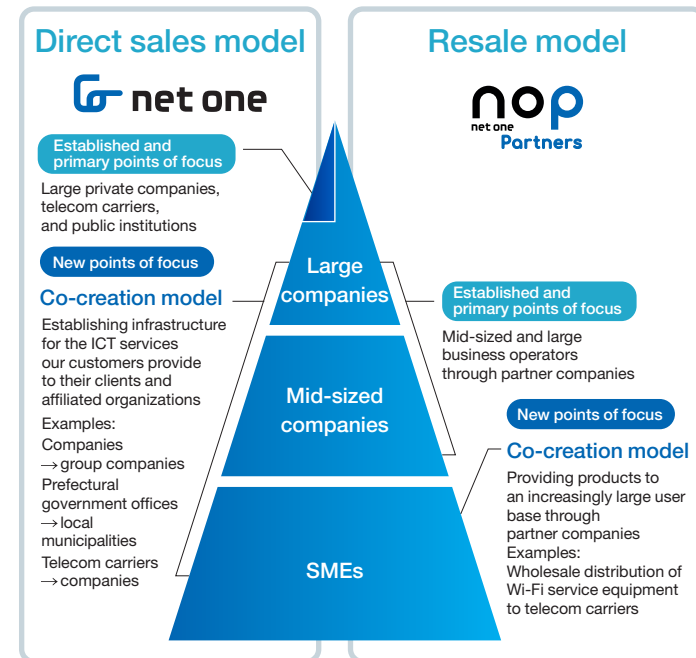 Direct sales model
net one
Established and
primary points of focus
Large private companies,
telecom carriers,
and public institutions
New points of focus
Co-creation model
Establishing infrastructure
for the ICT services
our customers provide
to their clients and
affiliated organizations
Examples:
Companies
→ group companies
Prefectural
government offices
→ local
municipalities
Telecom carriers
→ companies
Large
companies
Mid-sized
companies
SMEs
Resale model
nop
net one
Partners
Established and
primary points of focus
Mid-sized and large
business operators
through partner companies
New points of focus
Co-creation model
Providing products to
an increasingly large user
base through
partner companies
Examples:
Wholesale distribution of
Wi-Fi service equipment
to telecom carriers